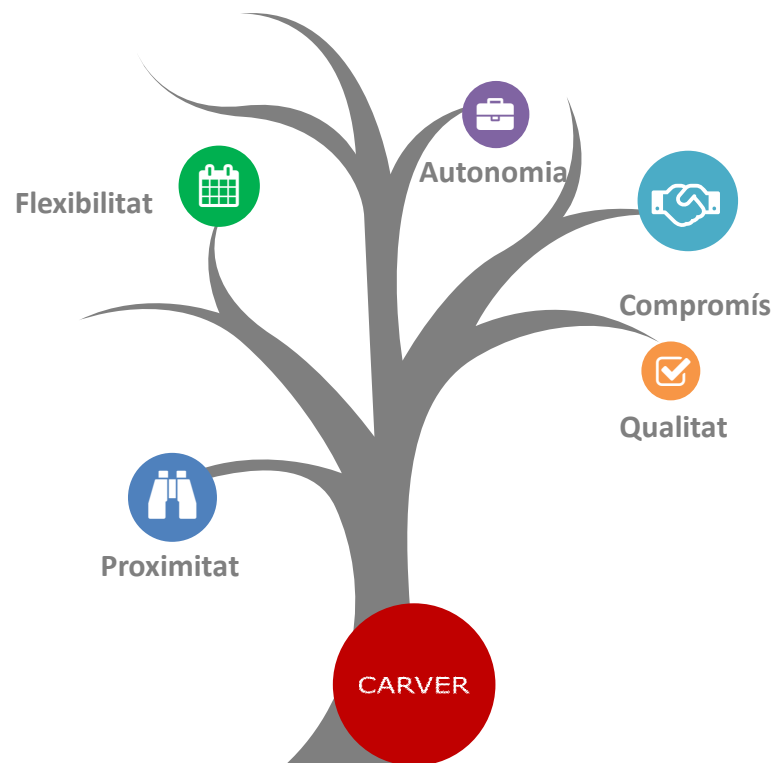 Autonomia
Flexibilitat
Compromís
Qualitat
Proximitat
CARVER